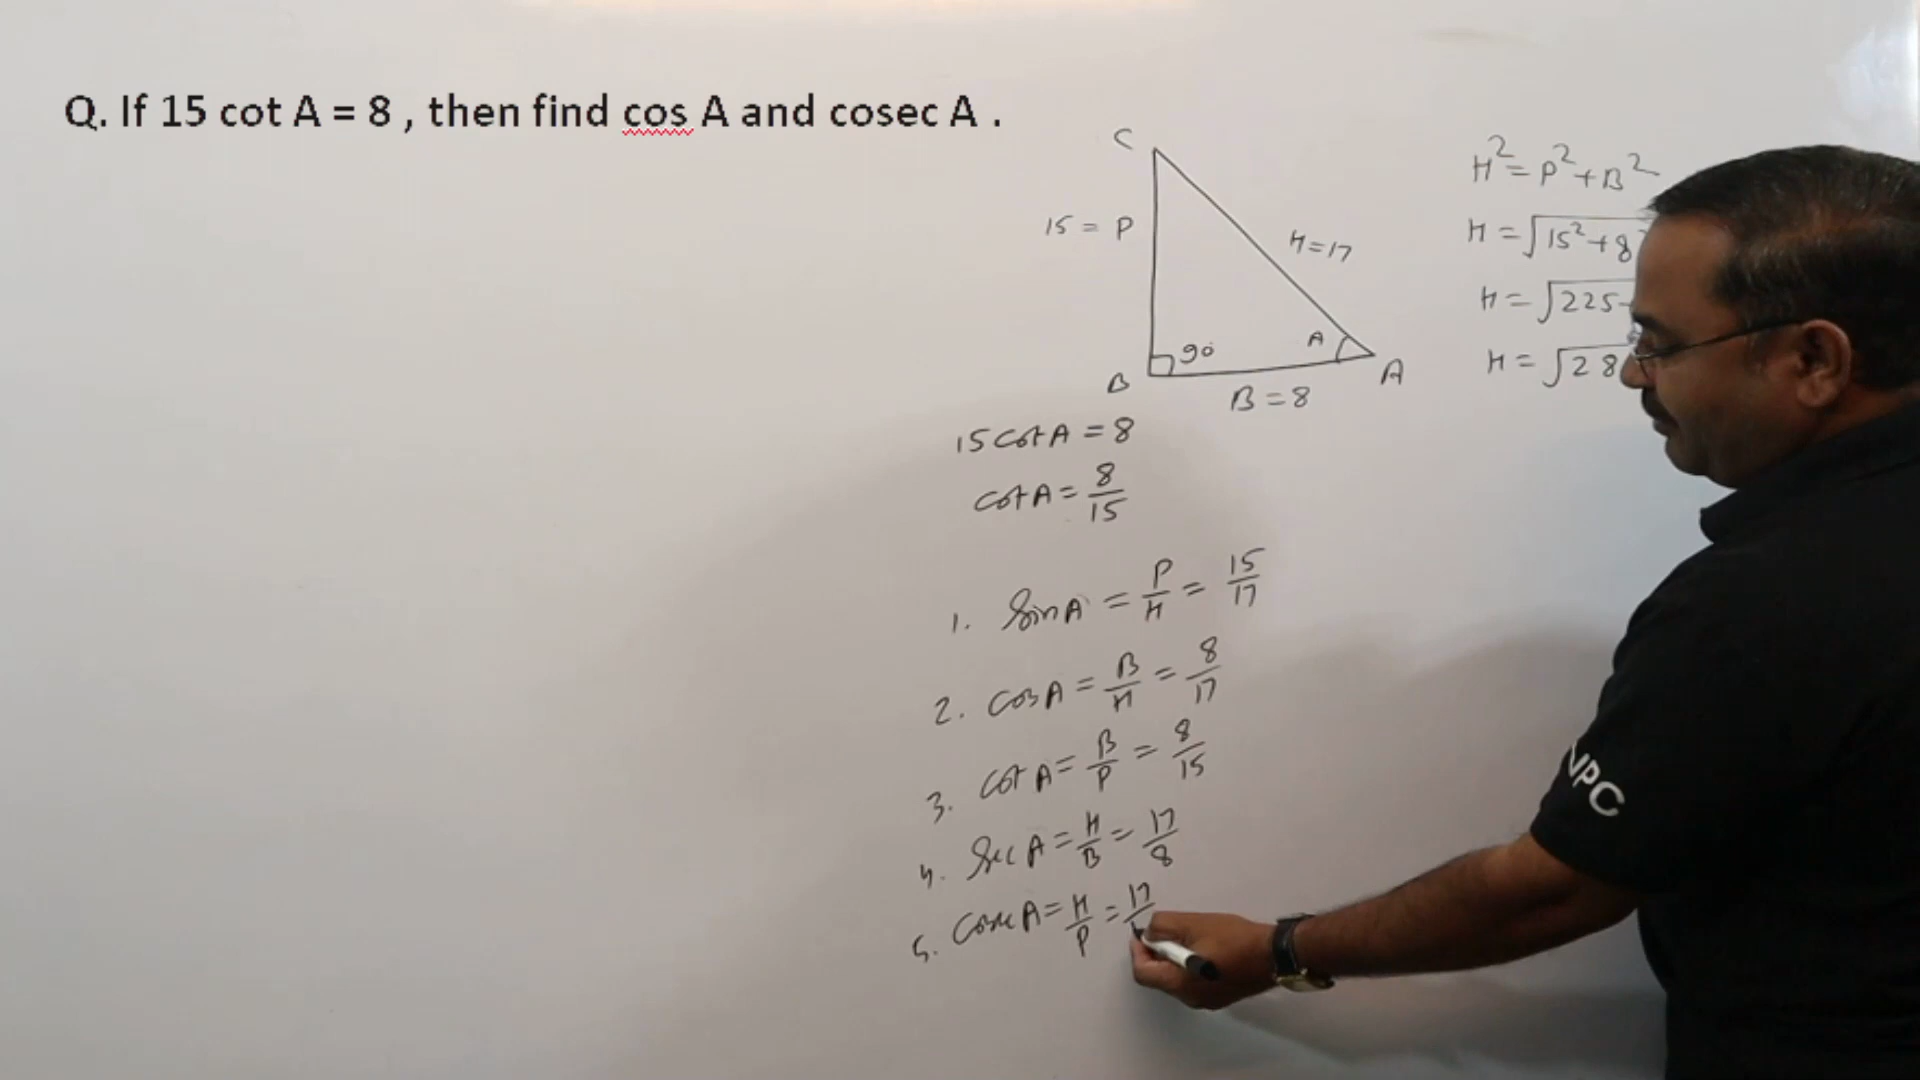 Q. If 15 cot A = 8 , then find cos A and cosec A .
C
15 = P
H=17
90
A
B
A
B = 8
H² = P² + B²
H = √15² + 8
H = √225
H = √28
15 cot A = 8
cot A = 8/15
1. Sin A = P/H = 15/17
2. cos A = B/H = 8/17
3. cot A = B/P = 8/15
4. Sec A = H/B = 17/8
5. Cosec A = H/P = 17/
VPC